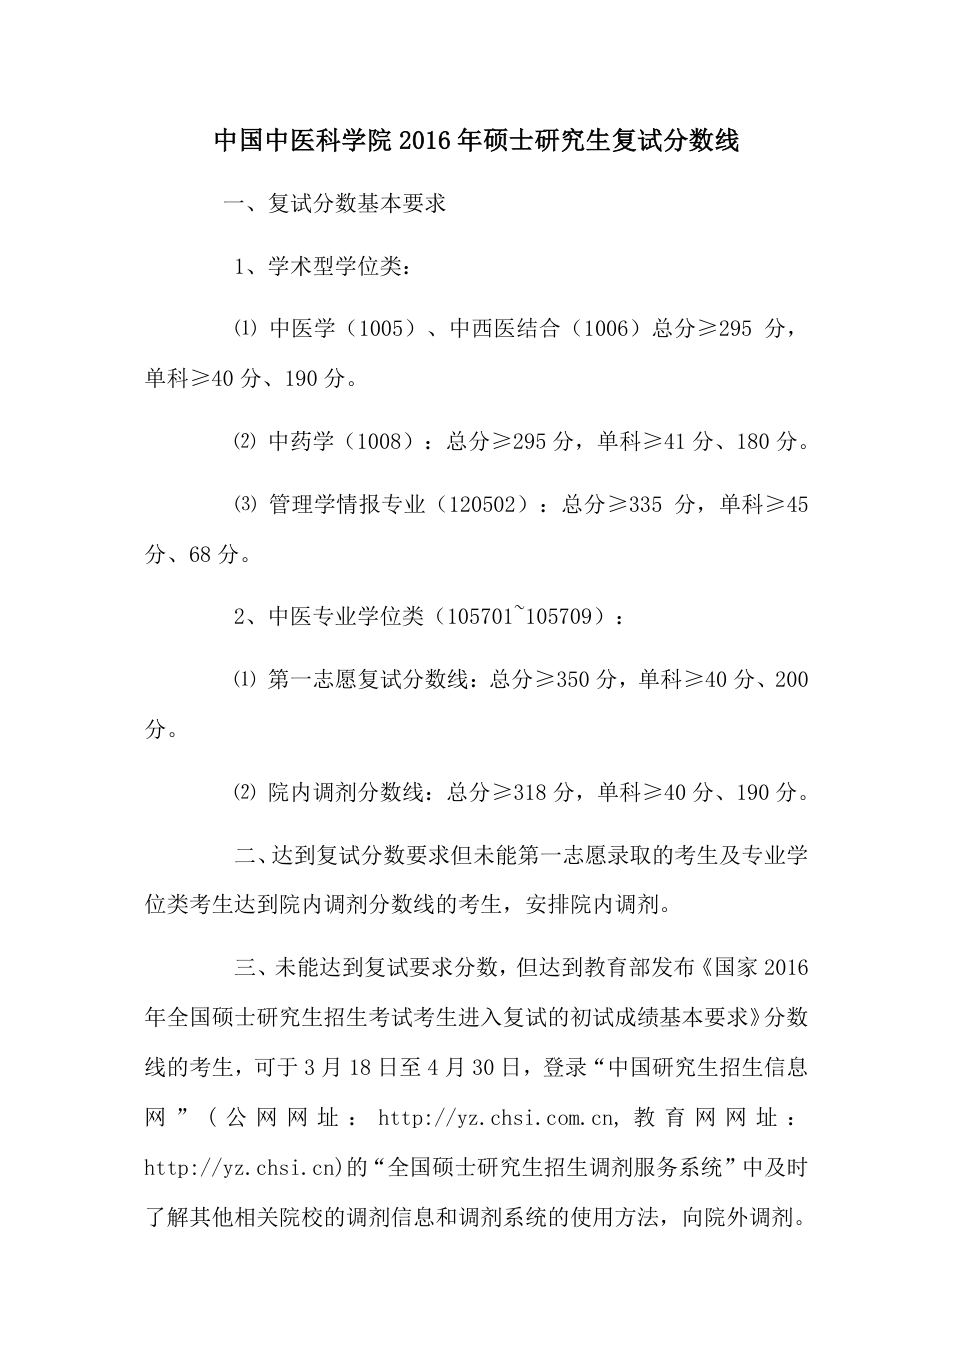 中国中医科学院 2016 年硕士研究生复试分数线
一、复试分数基本要求
1、学术型学位类：
⑴ 中医学（1005）、中西医结合（1006）总分≥295 分，
单科≥40 分、190 分。
⑵ 中药学（1008）：总分≥295 分，单科≥41 分、180 分。
⑶ 管理学情报专业（120502）：总分≥335 分，单科≥45
分、68 分。
2、中医专业学位类（105701~105709）：
⑴ 第一志愿复试分数线：总分≥350 分，单科≥40 分、200
分。
⑵ 院内调剂分数线：总分≥318 分，单科≥40 分、190 分。
二、达到复试分数要求但未能第一志愿录取的考生及专业学
位类考生达到院内调剂分数线的考生，安排院内调剂。
三、未能达到复试要求分数，但达到教育部发布《国家 2016
年全国硕士研究生招生考试考生进入复试的初试成绩基本要求》分数
线的考生，可于 3 月 18 日至 4 月 30 日，登录“中国研究生招生信息
网”(公网网址：http://yz.chsi.com.cn,教育网网址：
http://yz.chsi.cn)的“全国硕士研究生招生调剂服务系统”中及时
了解其他相关院校的调剂信息和调剂系统的使用方法，向院外调剂。